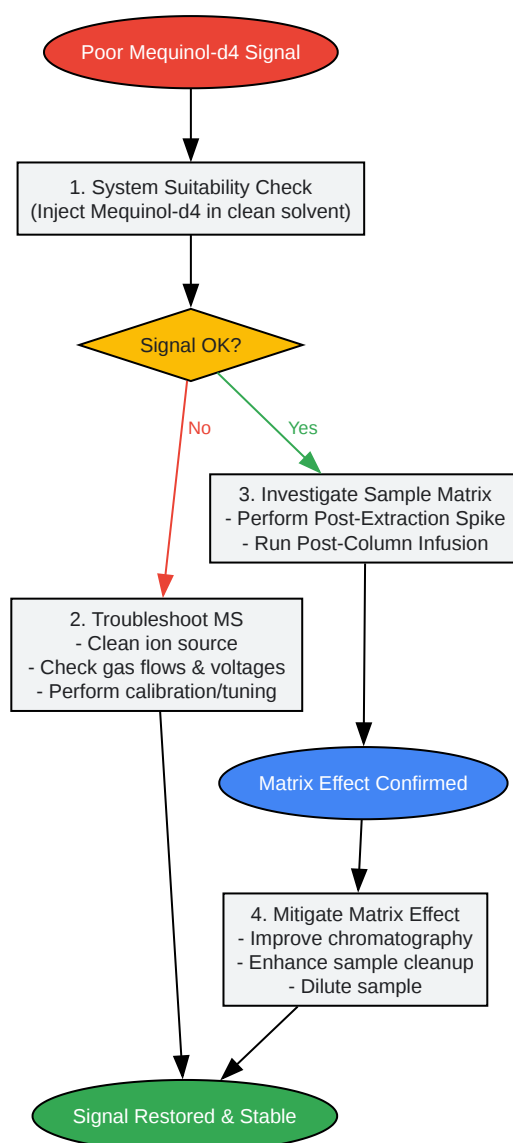 Poor Mequinol-d4 Signal
1. System Suitability Check
(Inject Mequinol-d4 in clean solvent)
Signal OK?
No
Yes
3. Investigate Sample Matrix
- Perform Post-Extraction Spike
- Run Post-Column Infusion
2. Troubleshoot MS
- Clean ion source
- Check gas flows & voltages
- Perform calibration/tuning
Matrix Effect Confirmed
4. Mitigate Matrix Effect
- Improve chromatography
- Enhance sample cleanup
- Dilute sample
Signal Restored & Stable